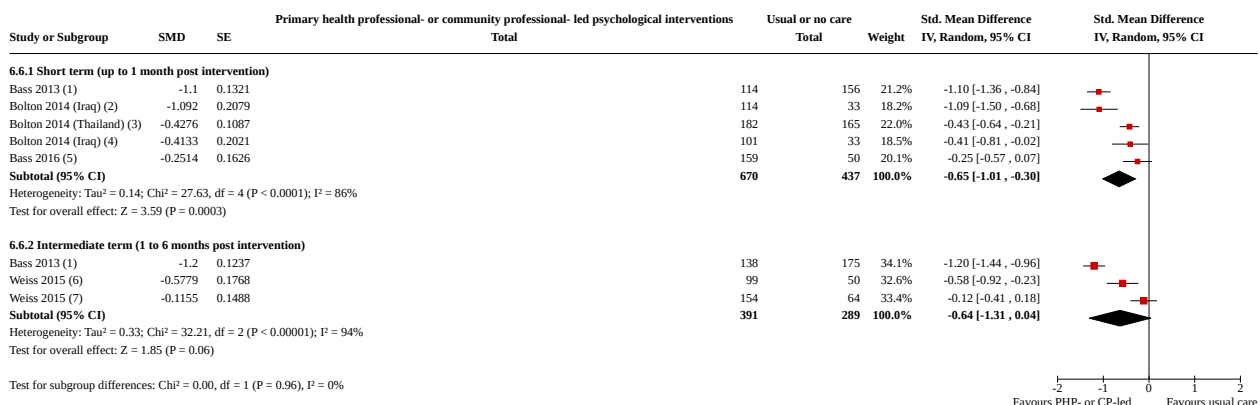 Primary health professional- or community professional- led psychological interventions Usual or no care Std. Mean Difference Std. Mean Difference
Study or Subgroup SMD SE Total Total Weight IV, Random, 95% CI IV, Random, 95% CI
6.6.1 Short term (up to 1 month post intervention)
Bass 2013 (1) -1.1 0.1321 114 156 21.2% -1.10 [-1.36 , -0.84]
Bolton 2014 (Iraq) (2) -1.092 0.2079 114 33 18.2% -1.09 [-1.50 , -0.68]
Bolton 2014 (Thailand) (3) -0.4276 0.1087 182 165 22.0% -0.43 [-0.64 , -0.21]
Bolton 2014 (Iraq) (4) -0.4133 0.2021 101 33 18.5% -0.41 [-0.81 , -0.02]
Bass 2016 (5) -0.2514 0.1626 159 50 20.1% -0.25 [-0.57 , 0.07]
Subtotal (95% CI) 670 437 100.0% -0.65 [-1.01 , -0.30]
Heterogeneity: Tau² = 0.14; Chi² = 27.63, df = 4 (P < 0.0001); I² = 86%
Test for overall effect: Z = 3.59 (P = 0.0003)
6.6.2 Intermediate term (1 to 6 months post intervention)
Bass 2013 (1) -1.2 0.1237 138 175 34.1% -1.20 [-1.44 , -0.96]
Weiss 2015 (6) -0.5779 0.1768 99 50 32.6% -0.58 [-0.92 , -0.23]
Weiss 2015 (7) -0.1155 0.1488 154 64 33.4% -0.12 [-0.41 , 0.18]
Subtotal (95% CI) 391 289 100.0% -0.64 [-1.31 , 0.04]
Heterogeneity: Tau² = 0.33; Chi² = 32.21, df = 2 (P < 0.00001); I² = 94%
Test for overall effect: Z = 1.85 (P = 0.06)
Test for subgroup differences: Chi² = 0.00, df = 1 (P = 0.96), I² = 0%
-2 -1 0 1 2
Favours PHP- or CP-led Favours usual care